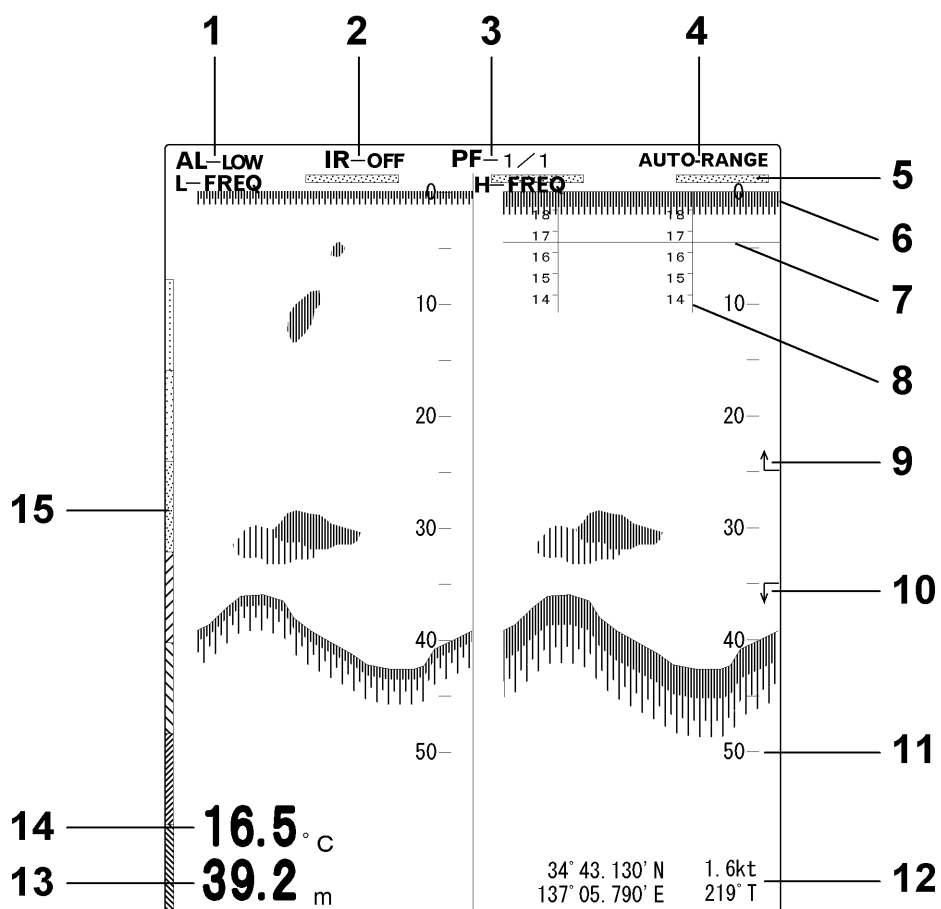 1 2 3 4
AL-LOW IR-OFF PF-1/1 AUTO-RANGE
L-FREQ 0 H-FREQ 0
5
6
18 18
17 17
16 16
15 15
14 14
7
10 10
8
20 20
9
15
30 30
10
40 40
50 50 11
14 16.5°C
13 39.2 m
34°43.130'N 1.6kt
137°05.790'E 219°T
12